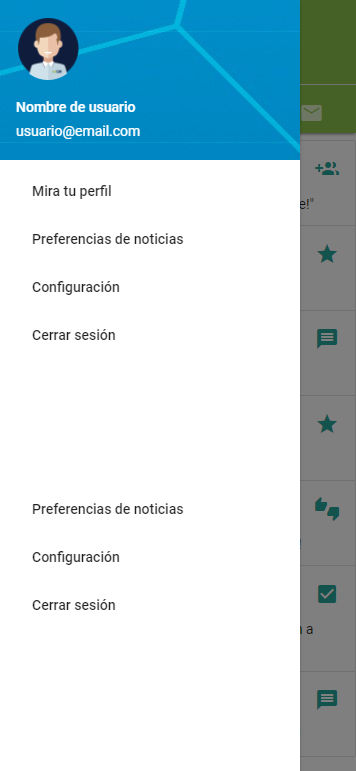 Nombre de usuario
usuario@email.com
e!"
Mira tu perfil
Preferencias de noticias
Configuración
Cerrar sesión
Preferencias de noticias
Configuración
Cerrar sesión
a